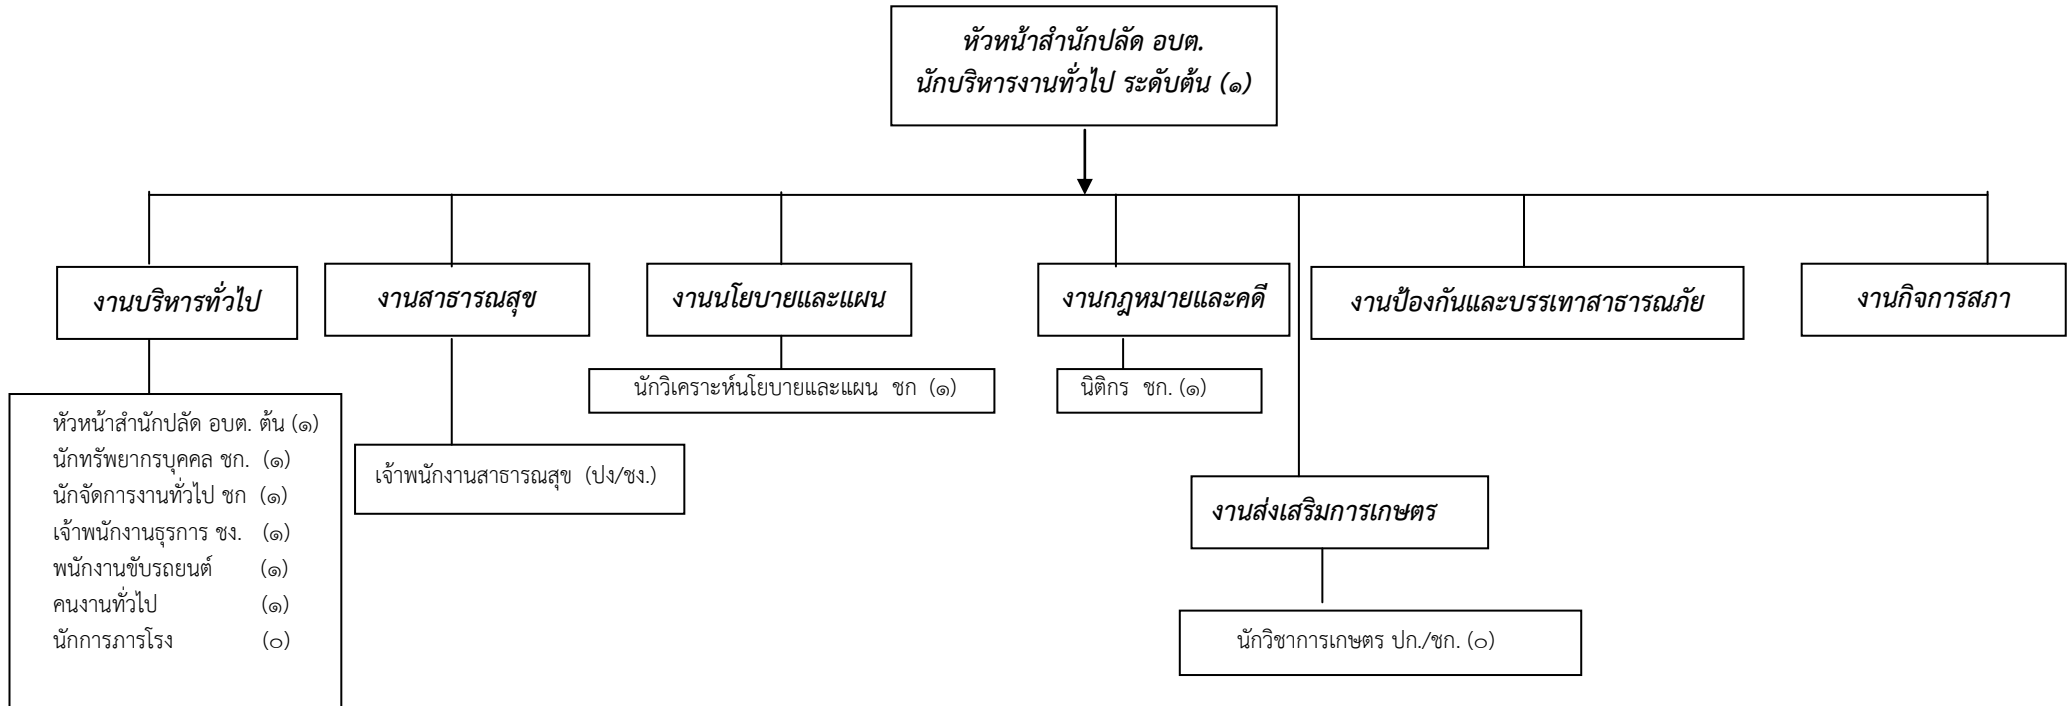 หัวหน้าสำนักปลัด อบต.
นักบริหารงานทั่วไป ระดับต้น (๑)
งานบริหารทั่วไป
งานสาธารณสุข
งานนโยบายและแผน
งานกฎหมายและคดี
งานป้องกันและบรรเทาสาธารณภัย
งานกิจการสภา
หัวหน้าสำนักปลัด อบต. ต้น (๑)
นักทรัพยากรบุคคล ชก. (๑)
นักจัดการงานทั่วไป ชก (๑)
เจ้าพนักงานธุรการ ชง. (๑)
พนักงานขับรถยนต์ (๑)
คนงานทั่วไป (๑)
นักการภารโรง (๐)
เจ้าพนักงานสาธารณสุข (ปง/ชง.)
นักวิเคราะห์นโยบายและแผน ชก (๑)
นิติกร ชก. (๑)
งานส่งเสริมการเกษตร
นักวิชาการเกษตร ปก./ชก. (๐)